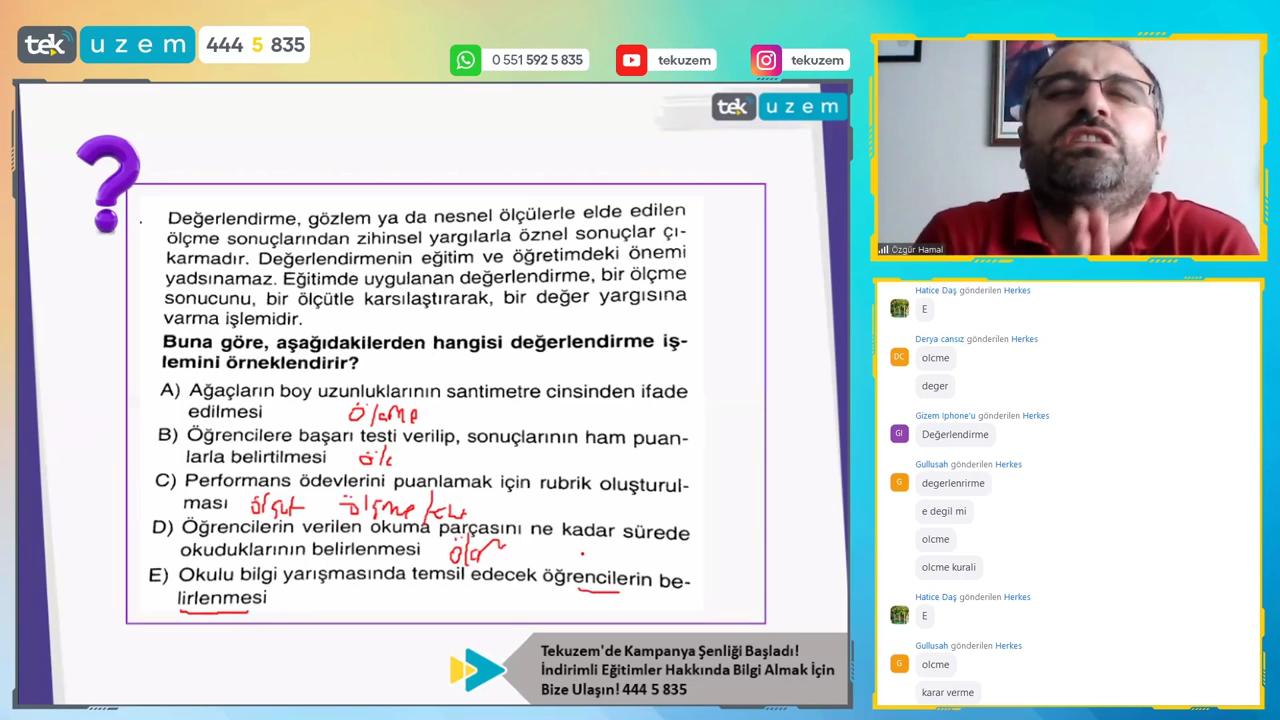 tek uzem 444 5 835
0 551 592 5 835
tekuzem
tekuzem
tek uzem
Değerlendirme, gözlem ya da nesnel ölçülerle elde edilen
ölçme sonuçlarından zihinsel yargılarla öznel sonuçlar çı-
karmadır. Değerlendirmenin eğitim ve öğretimdeki önemi
yadsınamaz. Eğitimde uygulanan değerlendirme, bir ölçme
sonucunu, bir ölçütle karsılaştırarak, bir değer yargısına
varma işlemidir.
Buna göre, aşağıdakilerden hangisi değerlendirme iş-
lemini örneklendirir?
A) Ağaçların boy uzunluklarının santimetre cinsinden ifade
edilmesi
ölçme
B) Öğrencilere başarı testi verilip, sonuçlarının ham puan-
larla belirtilmesi
ölç
C) Performans ödevlerini puanlamak için rubrik oluşturul-
ması
ölçüt ölçme
D) Öğrencilerin verilen okuma parçasını ne kadar sürede
okuduklarının belirlenmesi
E) Okulu bilgi yarışmasında temsil edecek öğrencilerin be-
lirlenmesi
Tekuzem'de Kampanya Şenliği Başladı!
İndirimli Eğitimler Hakkında Bilgi Almak İçin
Bize Ulaşın! 444 5 835
Özgür Hamal
Hatice Daş gönderilen Herkes
E
Derya cansız gönderilen Herkes
DC
olcme
deger
Gizem Iphone'u gönderilen Herkes
GI
Değerlendirme
Gullusah gönderilen Herkes
G
degerlenrirme
e degil mi
olcme
olcme kurali
Hatice Daş gönderilen Herkes
E
Gullusah gönderilen Herkes
G
olcme
karar verme